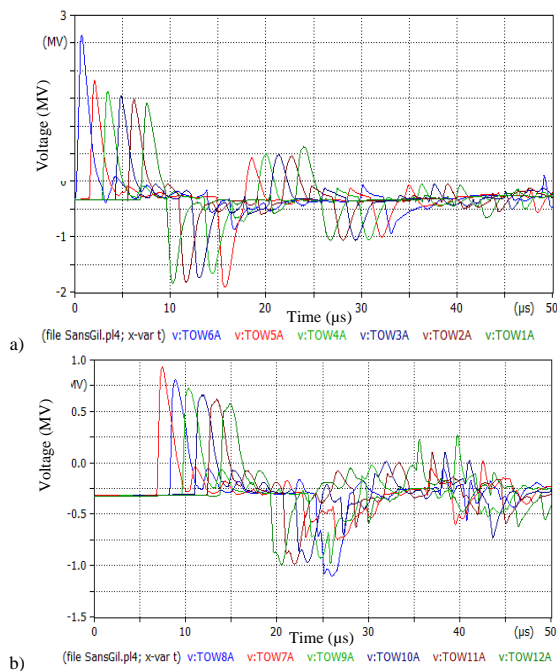 3
(MV)
Voltage (MV)
0
-1
-2
0 5 10 15 20 Time (µs) 30 40 (µs) 50
a) (file SansGil.pl4; x-var t) v:TOW6A v:TOW5A v:TOW4A v:TOW3A v:TOW2A v:TOW1A
1.0
MV)
0.5
Voltage (MV)
0.0
-0.5
-1.0
-1.5
0 10 20 Time (µs) 30 40 (µs) 50
b) (file SansGil.pl4; x-var t) v:TOW8A v:TOW7A v:TOW9A v:TOW10A v:TOW11A v:TOW12A